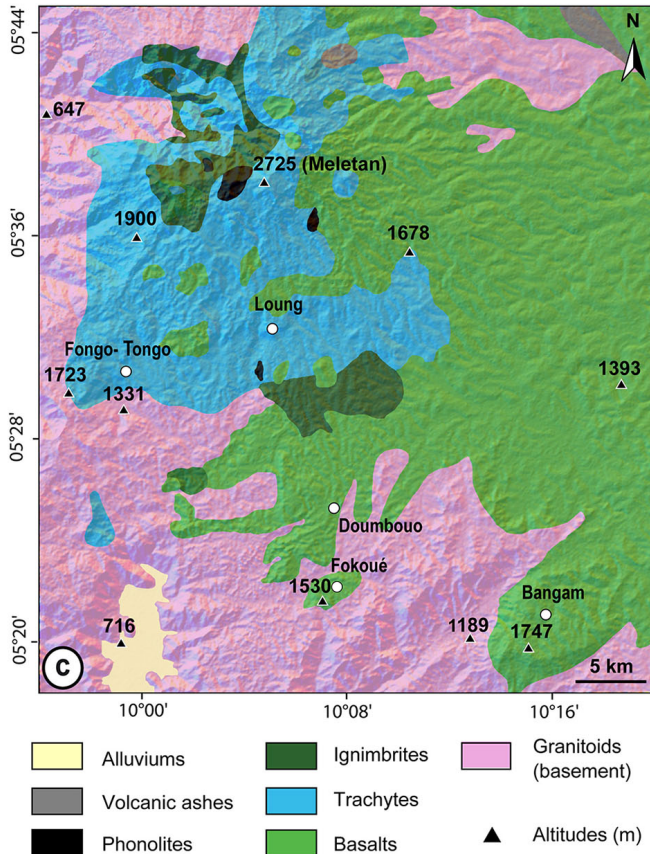 05°44'
N
647
2725 (Meletan)
1900
05°36'
1678
Loung
Fongo- Tongo
1723
1331
1393
05°28'
Doumbouo
Fokoué
1530
Bangam
716
1189
1747
05°20'
C
5 km
10°00'
10°08'
10°16'
Alluviums
Ignimbrites
Granitoids
(basement)
Volcanic ashes
Trachytes
Phonolites
Basalts
Altitudes (m)